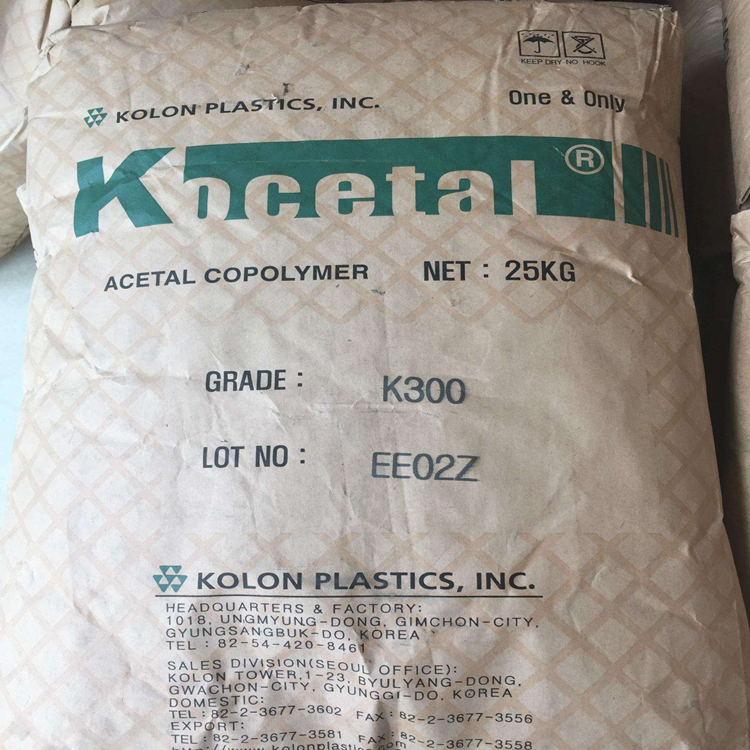 KEEP DRY NO HOOK
KOLON PLASTICS, INC.
One & Only
Kocetal®
ACETAL COPOLYMER NET : 25KG
GRADE : K300
LOT NO : EE02Z
KOLON PLASTICS, INC.
HEADQUARTERS & FACTORY:
1018, UNGMYUNG-DONG, GIMCHON-CITY,
GYUNGSANGBUK-DO, KOREA
TEL : 82-54-420-8461
SALES DIVISION(SEOUL OFFICE):
KOLON TOWER,1-23, BYULYANG-DONG,
GWACHON-CITY, GYUNGGI-DO, KOREA
DOMESTIC:
TEL : 82-2-3677-3602 FAX : 82-2-3677-3556
EXPORT:
TEL : 82-2-3677-3581 FAX : 82-2-3677-3558